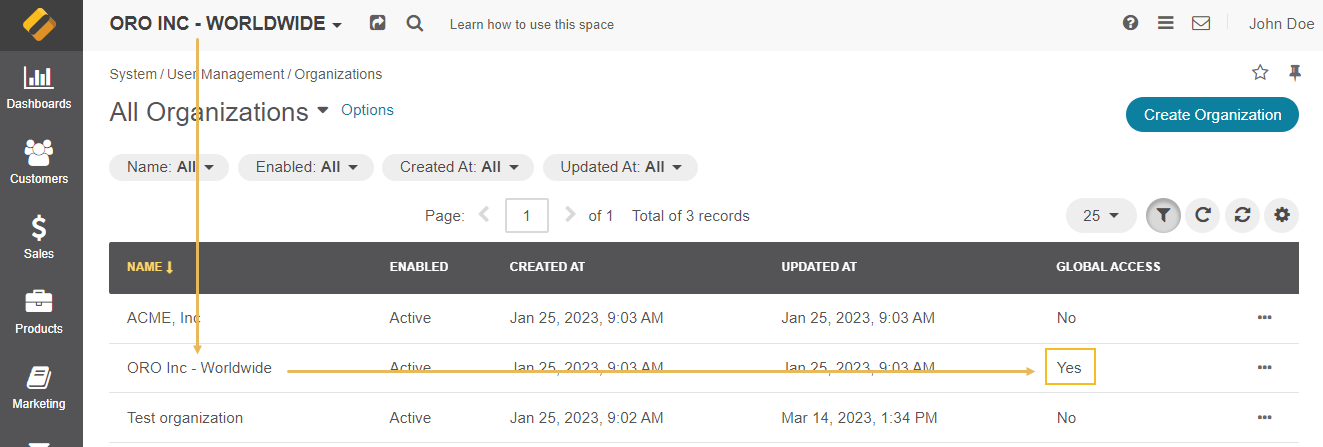 ORO INC - WORLDWIDE Learn how to use this space John Doe
System / User Management / Organizations
All Organizations Options Create Organization
Name: All Enabled: All Created At: All Updated At: All
Page: 1 of 1 Total of 3 records 25
NAME ENABLED CREATED AT UPDATED AT GLOBAL ACCESS
ACME, Inc Active Jan 25, 2023, 9:03 AM Jan 25, 2023, 9:03 AM No
ORO Inc - Worldwide Active Jan 25, 2023, 9:03 AM Jan 25, 2023, 9:03 AM Yes
Test organization Active Jan 25, 2023, 9:02 AM Mar 14, 2023, 1:34 PM No
Dashboards
Customers
Sales
Products
Marketing